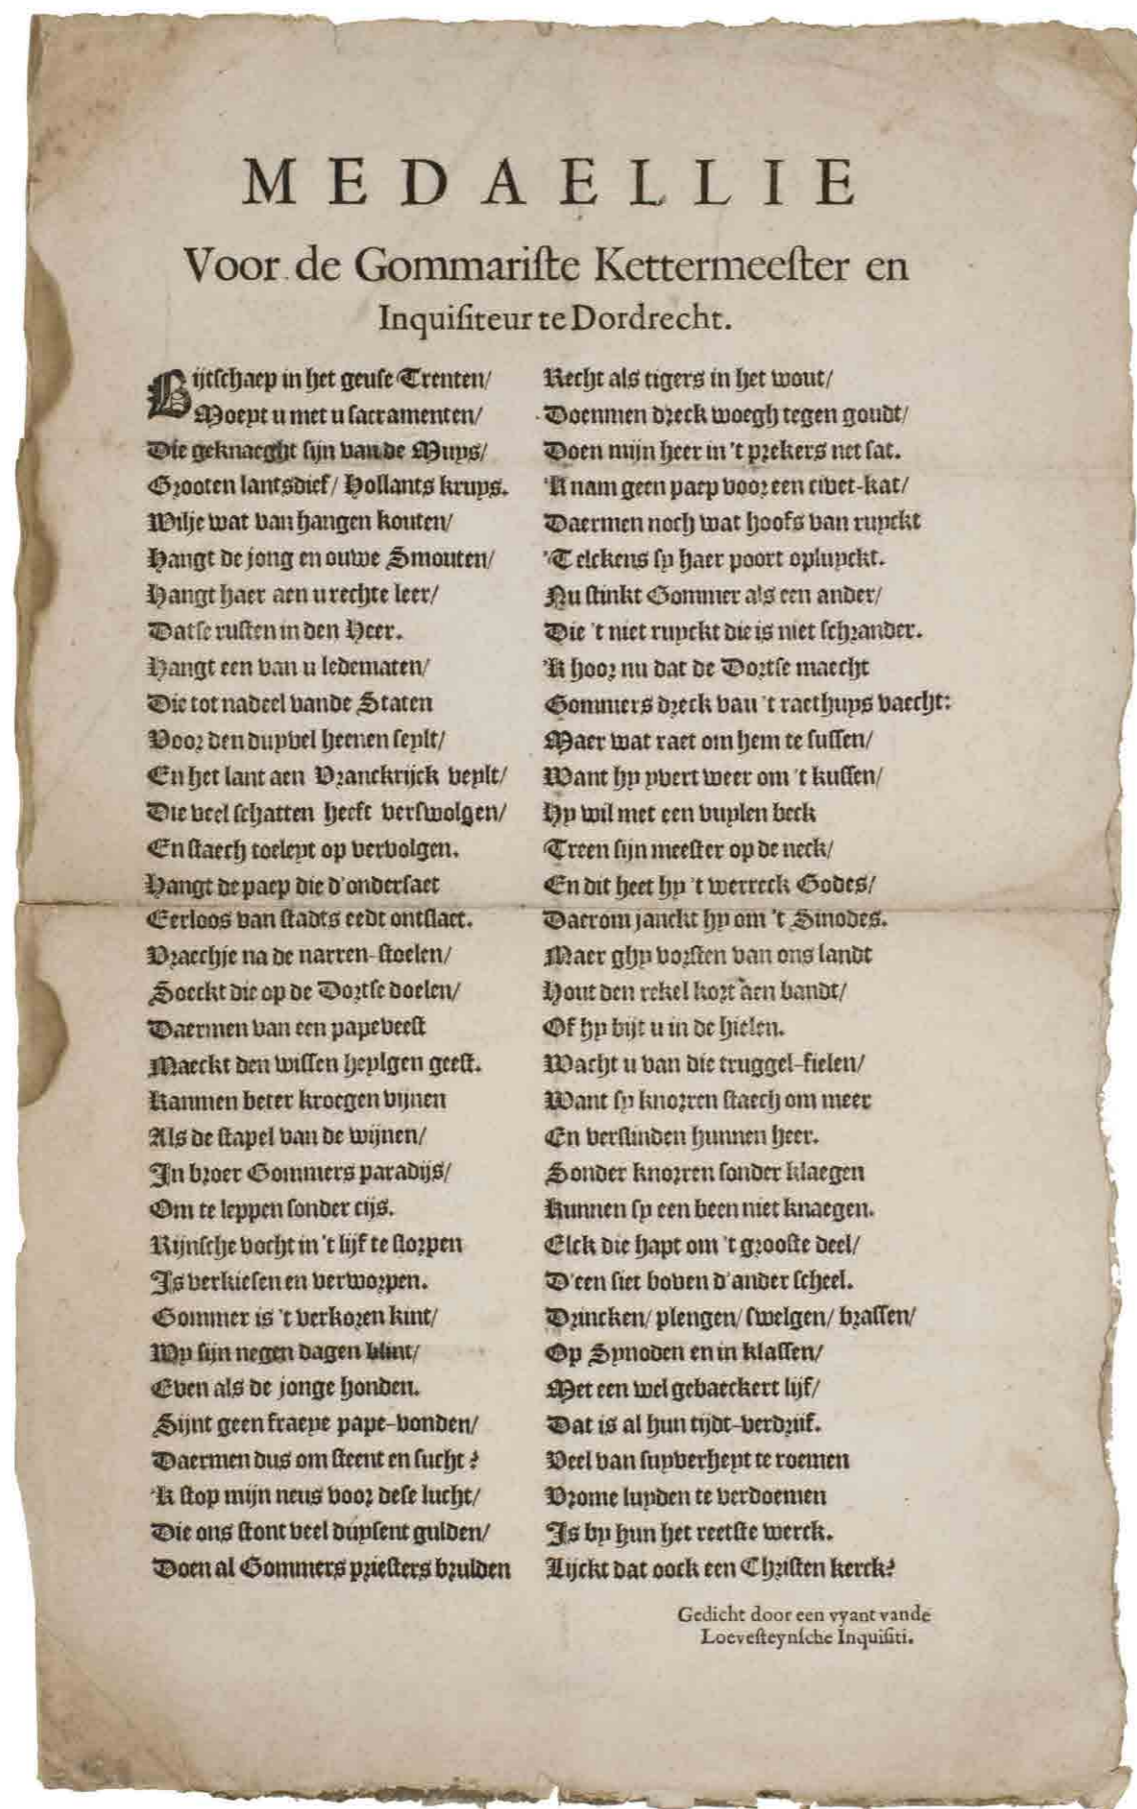 MEDAELLIE
Voor de Gommariſte Kettermeeſter en
Inquiſiteur te Dordrecht.
Bijtſchaep in het geuſe Trenten/
Moeyt u met u ſacramenten/
Die geknaeght ſijn van de Muys/
Grooten lantsdief/ Hollants kruys.
Wilje wat van hangen kouten/
Hangt de jong en ouwe Smouten/
Hangt haer aen u rechte leer/
Datſe ruſten in den Heer.
Hangt een van u ledematen/
Die tot nadeel vande Staten
Voor den duyvel heenen ſeylt/
En het lant aen Vranckrijck veylt/
Die veel ſchatten heeft verſwolgen/
En ſtaech toeleyt op vervolgen.
Hangt de paep die d'onderſaet
Eerloos van ſtadts eedt ontſlaet.
Vraechje na de narren-ſtoelen/
Soeckt die op de Dortſe doelen/
Daermen van een papeveeſt
Maeckt den wiſſen heylgen geeſt.
Kanmen beter kroegen vijnen
Als de ſtapel van de wijnen/
In broer Gommers paradijs/
Om te leppen ſonder cijs.
Rijnſche vocht in 't lijf te ſlorpen
Is verkieſen en verworpen.
Gommer is 't verkoren kint/
Wy ſijn negen dagen blint/
Even als de jonge honden.
Sijnt geen fraeye pape-vonden/
Daermen dus om ſteent en ſucht?
'K ſtop mijn neus voor deſe lucht/
Die ons ſtont veel duyſent gulden/
Doen al Gommers prieſters brulden
Recht als tigers in het wout/
Doenmen dreck woegh tegen goudt/
Doen mijn heer in 't prekers net ſat.
'K nam geen paep voor een civet-kat/
Daermen noch wat hoofs van ruyckt
'Telckens ſy haer poort opluyckt.
Nu ſtinkt Gommer als een ander/
Die 't niet ruyckt die is niet ſchrander.
'K hoor nu dat de Dortſe maecht
Gommers dreck van 't raethuys vaecht:
Maer wat raet om hem te ſuſſen/
Want hy yvert weer om 't kuſſen/
Hy wil met een vuylen beck
Treen ſijn meeſter op de neck/
En dit heet hy 't werreck Godes/
Daerom janckt hy om 't Sinodes.
Maer ghy vorſten van ons landt
Hout den rekel kort aen bandt/
Of hy bijt u in de hielen.
Wacht u van die truggel-fielen/
Want ſy knorren ſtaech om meer
En verſlinden hunnen heer.
Sonder knorren ſonder klaegen
Kunnen ſy een been niet knaegen.
Elck die hapt om 't grootſte deel/
D'een ſiet boven d'ander ſcheel.
Drincken/ plengen/ ſwelgen/ braſſen/
Op Synoden en in klaſſen/
Met een wel gebaeckert lijf/
Dat is al hun tijdt-verdrijf.
Veel van ſuyverheyt te roemen
Vrome luyden te verdoemen
Is by hun het reetſte werck.
Lijckt dat oock een Chriſten kerck?
Gedicht door een vyant vande
Loeveſteynſche Inquiſiti.